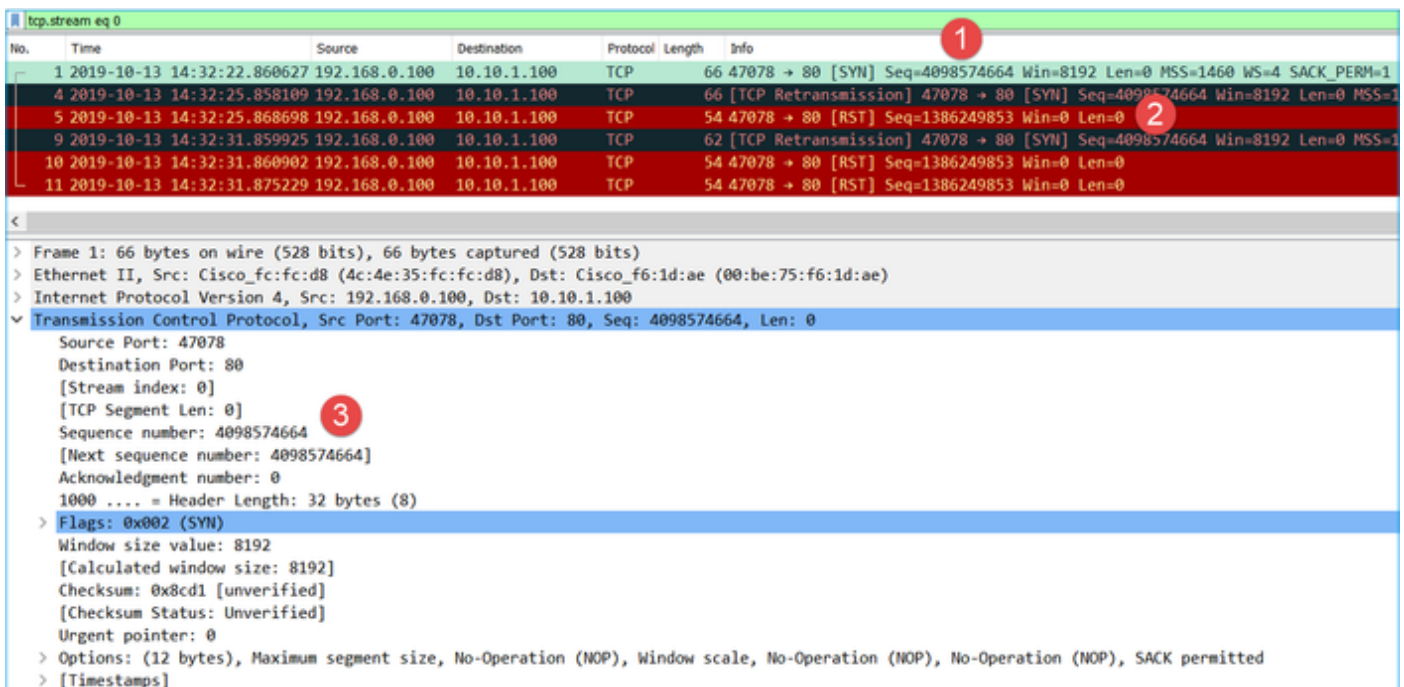 tcp.stream eq 0
1
No. Time Source Destination Protocol Length Info
1 2019-10-13 14:32:22.860627 192.168.0.100 10.10.1.100 TCP 66 47078 → 80 [SYN] Seq=4098574664 Win=8192 Len=0 MSS=1460 WS=4 SACK_PERM=1
4 2019-10-13 14:32:25.858109 192.168.0.100 10.10.1.100 TCP 66 [TCP Retransmission] 47078 → 80 [SYN] Seq=4098574664 Win=8192 Len=0 MSS=1
5 2019-10-13 14:32:25.868698 192.168.0.100 10.10.1.100 TCP 54 47078 → 80 [RST] Seq=1386249853 Win=0 Len=0 2
9 2019-10-13 14:32:31.859925 192.168.0.100 10.10.1.100 TCP 62 [TCP Retransmission] 47078 → 80 [SYN] Seq=4098574664 Win=8192 Len=0 MSS=1
10 2019-10-13 14:32:31.860902 192.168.0.100 10.10.1.100 TCP 54 47078 → 80 [RST] Seq=1386249853 Win=0 Len=0
11 2019-10-13 14:32:31.875229 192.168.0.100 10.10.1.100 TCP 54 47078 → 80 [RST] Seq=1386249853 Win=0 Len=0
Frame 1: 66 bytes on wire (528 bits), 66 bytes captured (528 bits)
Ethernet II, Src: Cisco_fc:fc:d8 (4c:4e:35:fc:fc:d8), Dst: Cisco_f6:1d:ae (00:be:75:f6:1d:ae)
Internet Protocol Version 4, Src: 192.168.0.100, Dst: 10.10.1.100
Transmission Control Protocol, Src Port: 47078, Dst Port: 80, Seq: 4098574664, Len: 0
Source Port: 47078
Destination Port: 80
[Stream index: 0]
[TCP Segment Len: 0]
3
Sequence number: 4098574664
[Next sequence number: 4098574664]
Acknowledgment number: 0
1000 .... = Header Length: 32 bytes (8)
Flags: 0x002 (SYN)
Window size value: 8192
[Calculated window size: 8192]
Checksum: 0x8cd1 [unverified]
[Checksum Status: Unverified]
Urgent pointer: 0
Options: (12 bytes), Maximum segment size, No-Operation (NOP), Window scale, No-Operation (NOP), No-Operation (NOP), SACK permitted
[Timestamps]